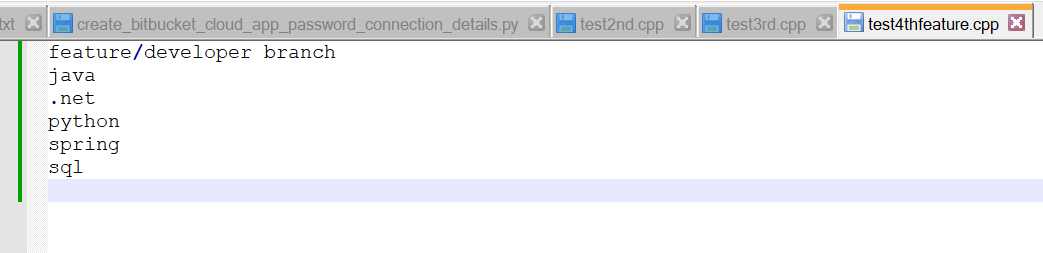 txt create_bitbucket_cloud_app_password_connection_details.py test2nd.cpp test3rd.cpp test4thfeature.cpp
feature/developer branch
java
.net
python
spring
sql